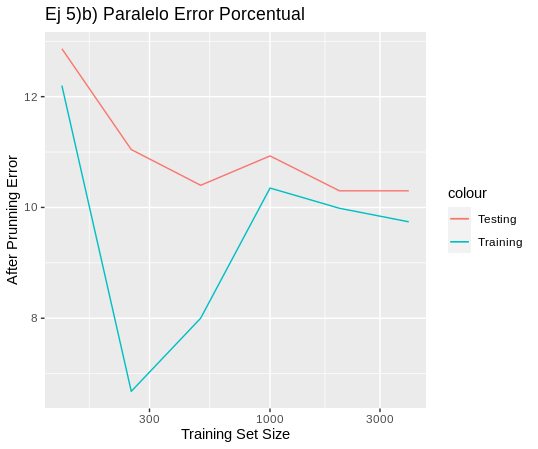 Ej 5)b) Paralelo Error Porcentual
12
10
8
After Prunning Error
300
1000
3000
Training Set Size
colour
Testing
Training